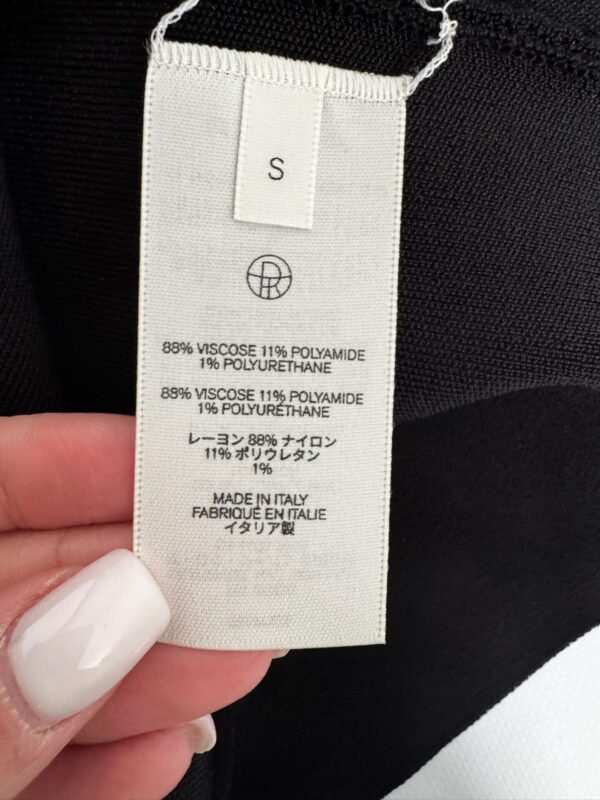 S
88% VISCOSE 11% POLYAMIDE
1% POLYURETHANE
88% VISCOSE 11% POLYAMIDE
1% POLYURÉTHANE
レーヨン 88% ナイロン
11% ポリウレタン
1%
MADE IN ITALY
FABRIQUÉ EN ITALIE
イタリア製